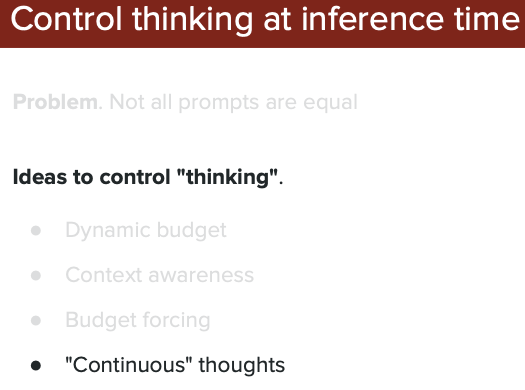 Control thinking at inference time
Problem. Not all prompts are equal
Ideas to control "thinking".
● Dynamic budget
● Context awareness
● Budget forcing
● "Continuous" thoughts